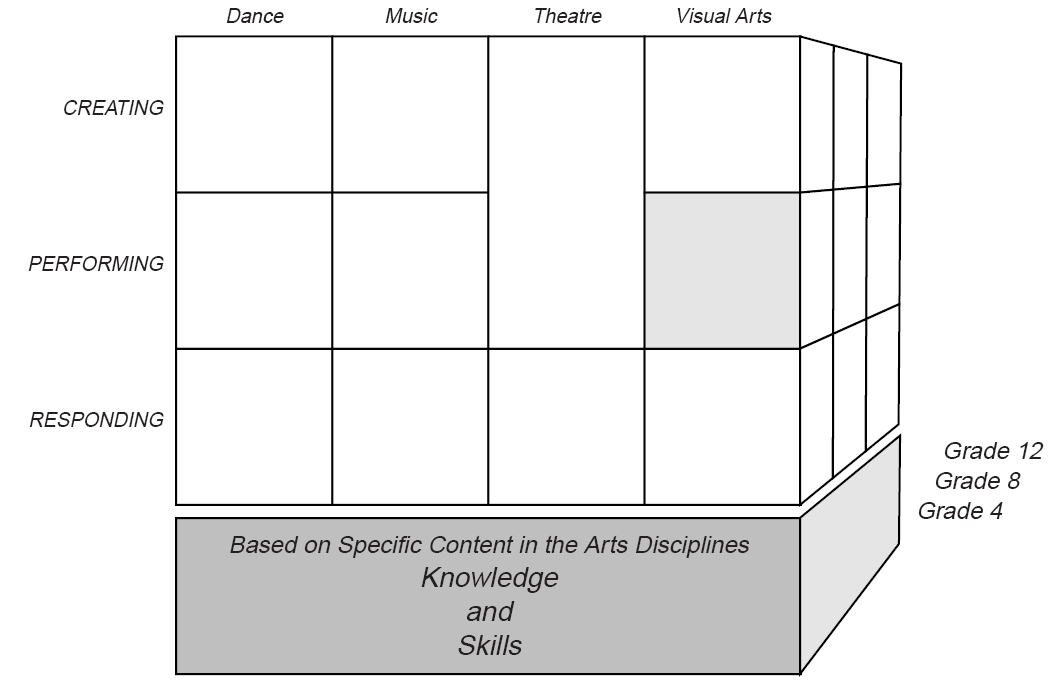 Dance Music Theatre Visual Arts
CREATING
PERFORMING
RESPONDING
Grade 12
Grade 8
Grade 4
Based on Specific Content in the Arts Disciplines
Knowledge
and
Skills